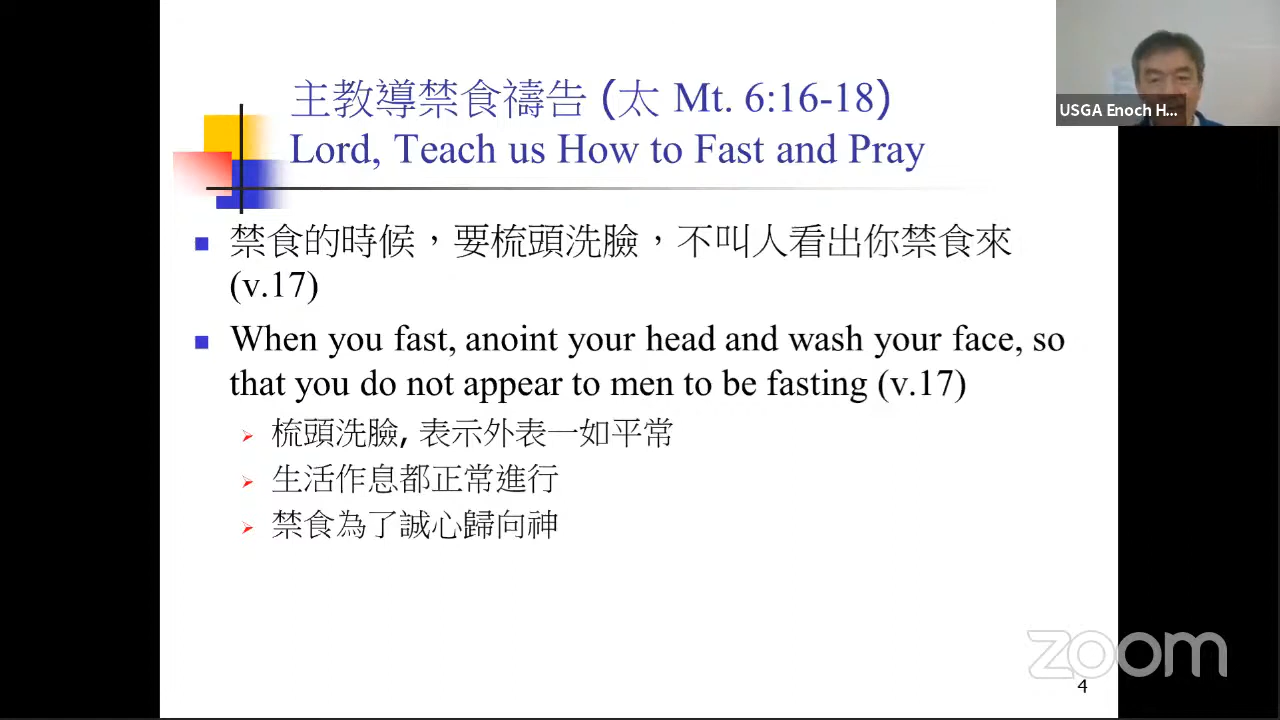 主教導禁食禱告 (太 Mt. 6:16-18)
Lord, Teach us How to Fast and Pray
USGA Enoch H...
禁食的時候，要梳頭洗臉，不叫人看出你禁食來
(v.17)
When you fast, anoint your head and wash your face, so
that you do not appear to men to be fasting (v.17)
梳頭洗臉, 表示外表一如平常
生活作息都正常進行
禁食為了誠心歸向神
zoom
4